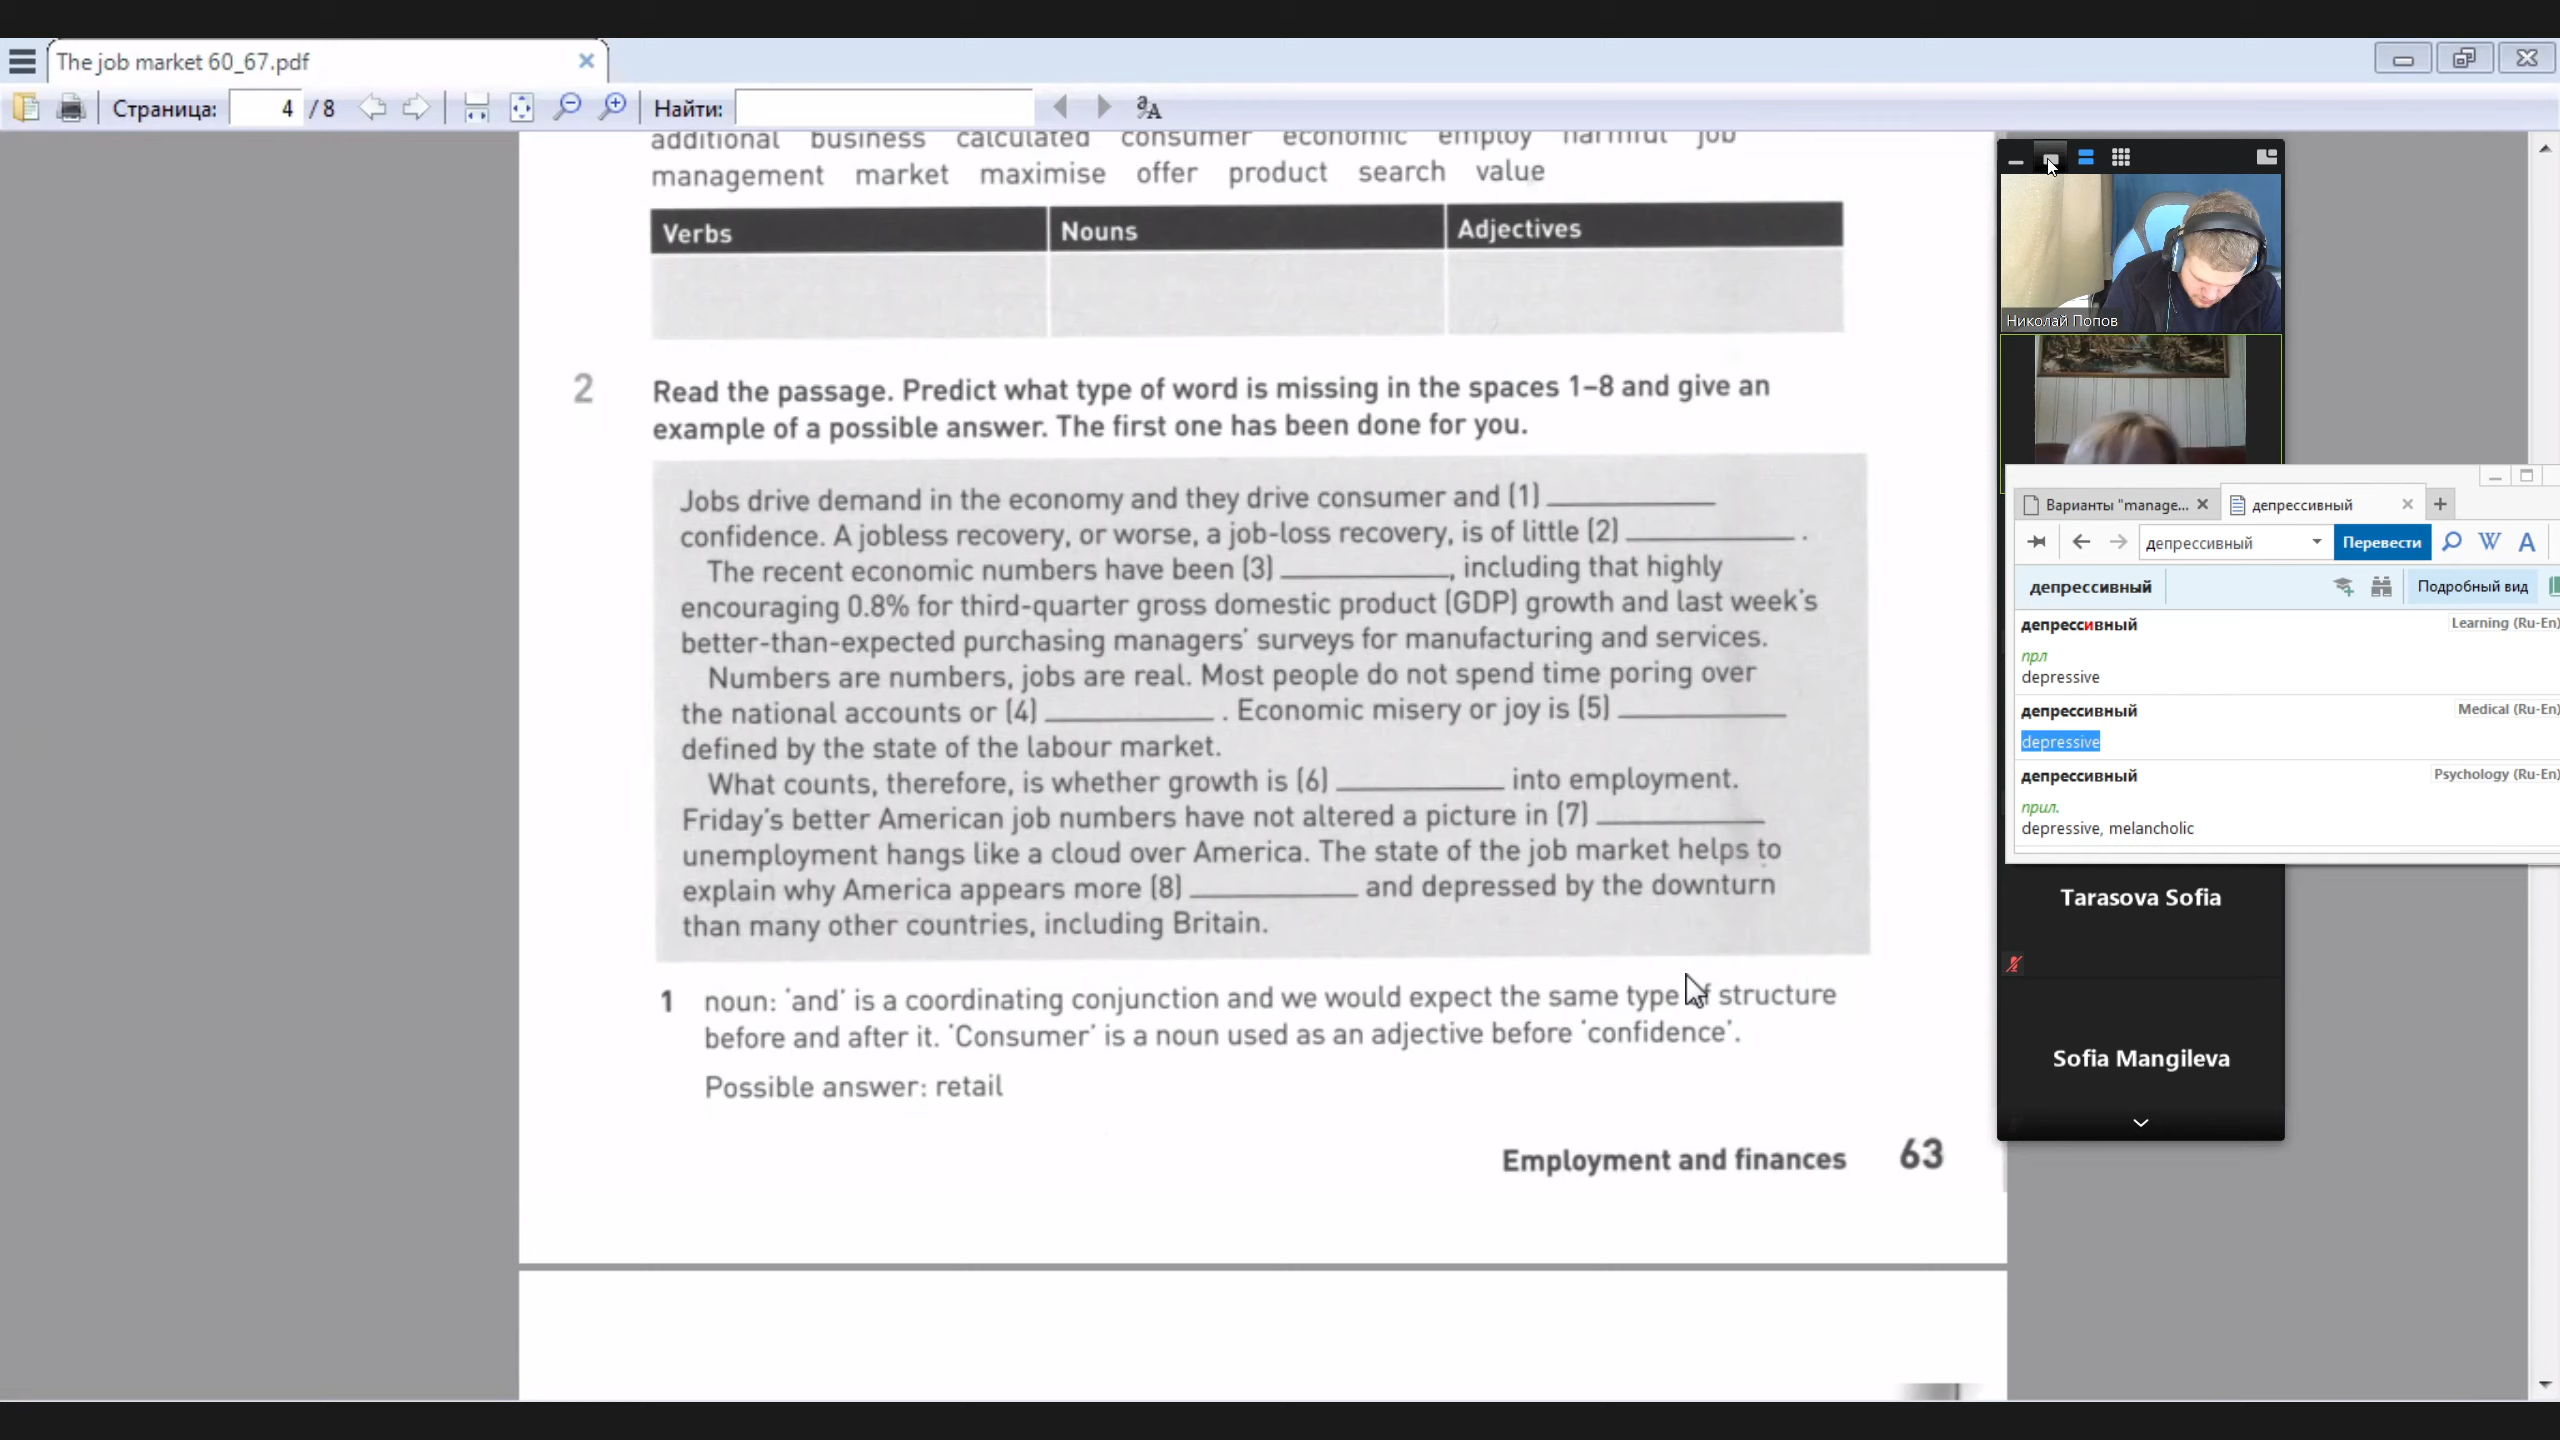 The job market 60_67.pdf
Страница: 4 / 8 Найти:
additional business calculated consumer economic employ harmful job
management market maximise offer product search value
Verbs Nouns Adjectives
2 Read the passage. Predict what type of word is missing in the spaces 1–8 and give an
example of a possible answer. The first one has been done for you.
Jobs drive demand in the economy and they drive consumer and (1) ____________
confidence. A jobless recovery, or worse, a job-loss recovery, is of little (2) ____________ .
The recent economic numbers have been (3) ____________, including that highly
encouraging 0.8% for third-quarter gross domestic product (GDP) growth and last week's
better-than-expected purchasing managers' surveys for manufacturing and services.
Numbers are numbers, jobs are real. Most people do not spend time poring over
the national accounts or (4) ____________ . Economic misery or joy is (5) ____________
defined by the state of the labour market.
What counts, therefore, is whether growth is (6) ____________ into employment.
Friday's better American job numbers have not altered a picture in (7) ____________
unemployment hangs like a cloud over America. The state of the job market helps to
explain why America appears more (8) ____________ and depressed by the downturn
than many other countries, including Britain.
1 noun: 'and' is a coordinating conjunction and we would expect the same type of structure
before and after it. 'Consumer' is a noun used as an adjective before 'confidence'.
Possible answer: retail
Employment and finances 63
Николай Попов
Варианты "manage... депрессивный
депрессивный Перевести W A
депрессивный Подробный вид
депрессивный Learning (Ru-En)
прл
depressive
депрессивный Medical (Ru-En)
depressive
депрессивный Psychology (Ru-En)
прил.
depressive, melancholic
Tarasova Sofia
Sofia Mangileva